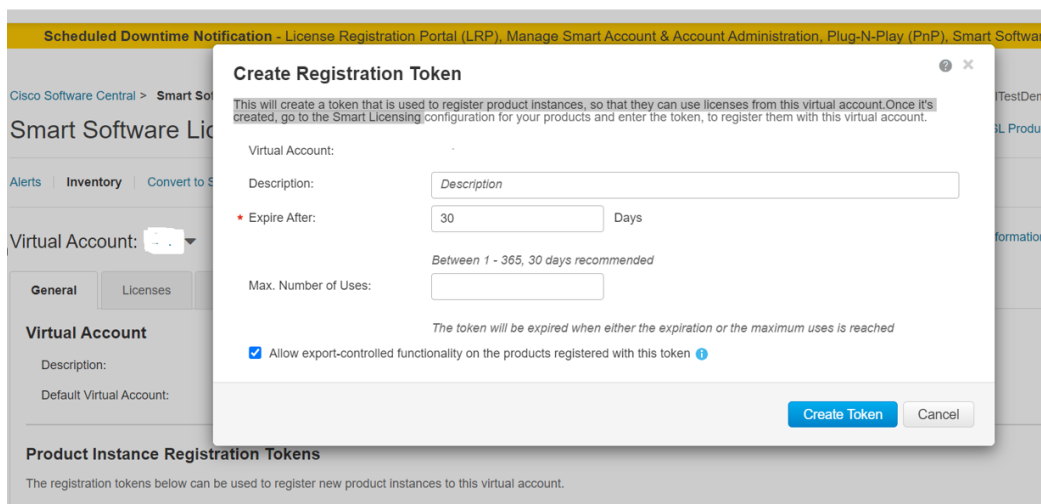 Scheduled Downtime Notification - License Registration Portal (LRP), Manage Smart Account & Account Administration, Plug-N-Play (PnP), Smart Softwar
Create Registration Token
Cisco Software Central > Smart Sof
This will create a token that is used to register product instances, so that they can use licenses from this virtual account.Once it's
created, go to the Smart Licensing configuration for your products and enter the token, to register them with this virtual account.
lTestDem
Smart Software Lic
SL Produ
Virtual Account:
Alerts Inventory Convert to S
Description: Description
* Expire After: 30 Days
Between 1 - 365, 30 days recommended
Virtual Account:
formation
General Licenses
Max. Number of Uses:
The token will be expired when either the expiration or the maximum uses is reached
Allow export-controlled functionality on the products registered with this token
Virtual Account
Description:
Default Virtual Account:
Create Token Cancel
Product Instance Registration Tokens
The registration tokens below can be used to register new product instances to this virtual account.